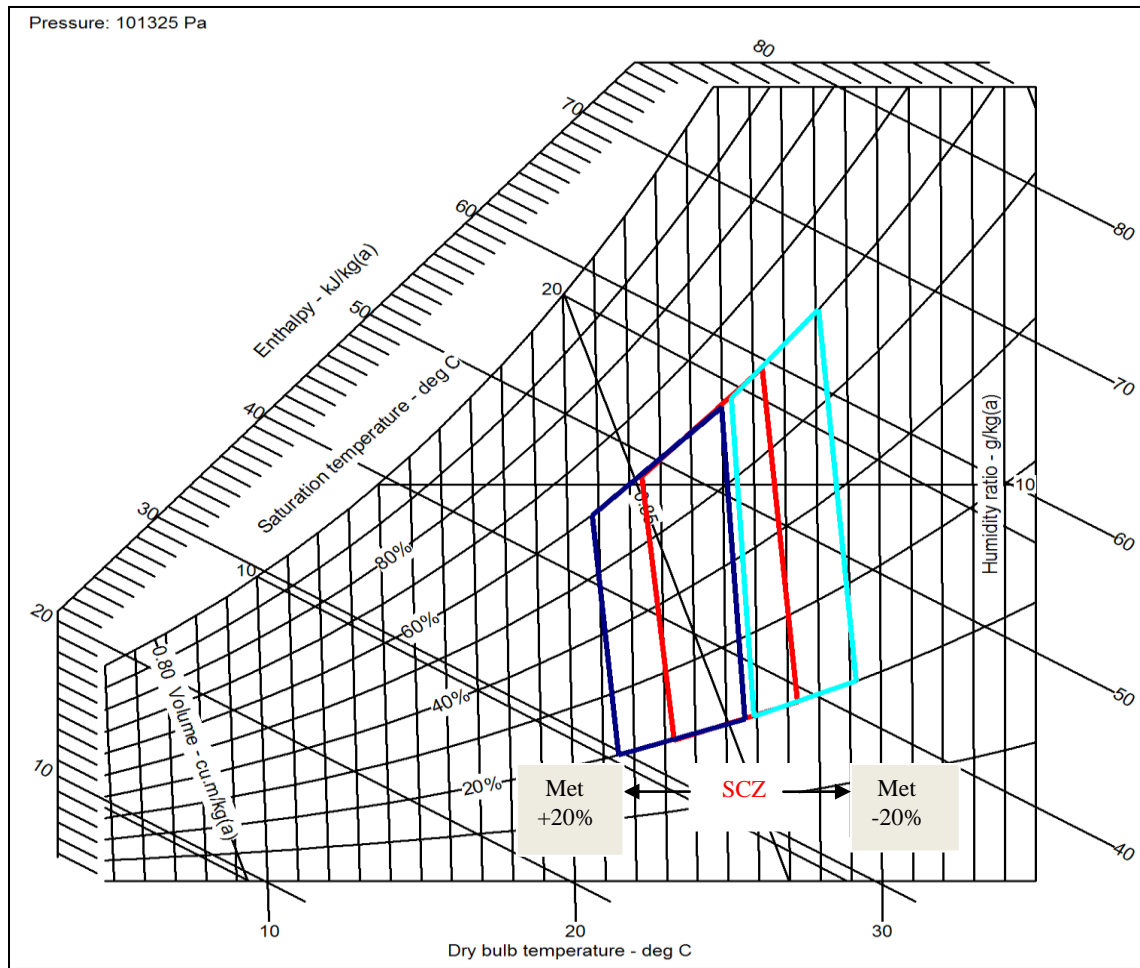 Pressure: 101325 Pa
80
70
60
50
40
30
20
10
Enthalpy - kJ/kg(a)
Saturation temperature - deg C
20
10
80%
60%
40%
20%
0.85
0.80 Volume - cu.m/kg(a)
80
70
60
50
40
Humidity ratio - g/kg(a)
10
Met
+20%
SCZ
Met
-20%
10
20
30
Dry bulb temperature - deg C